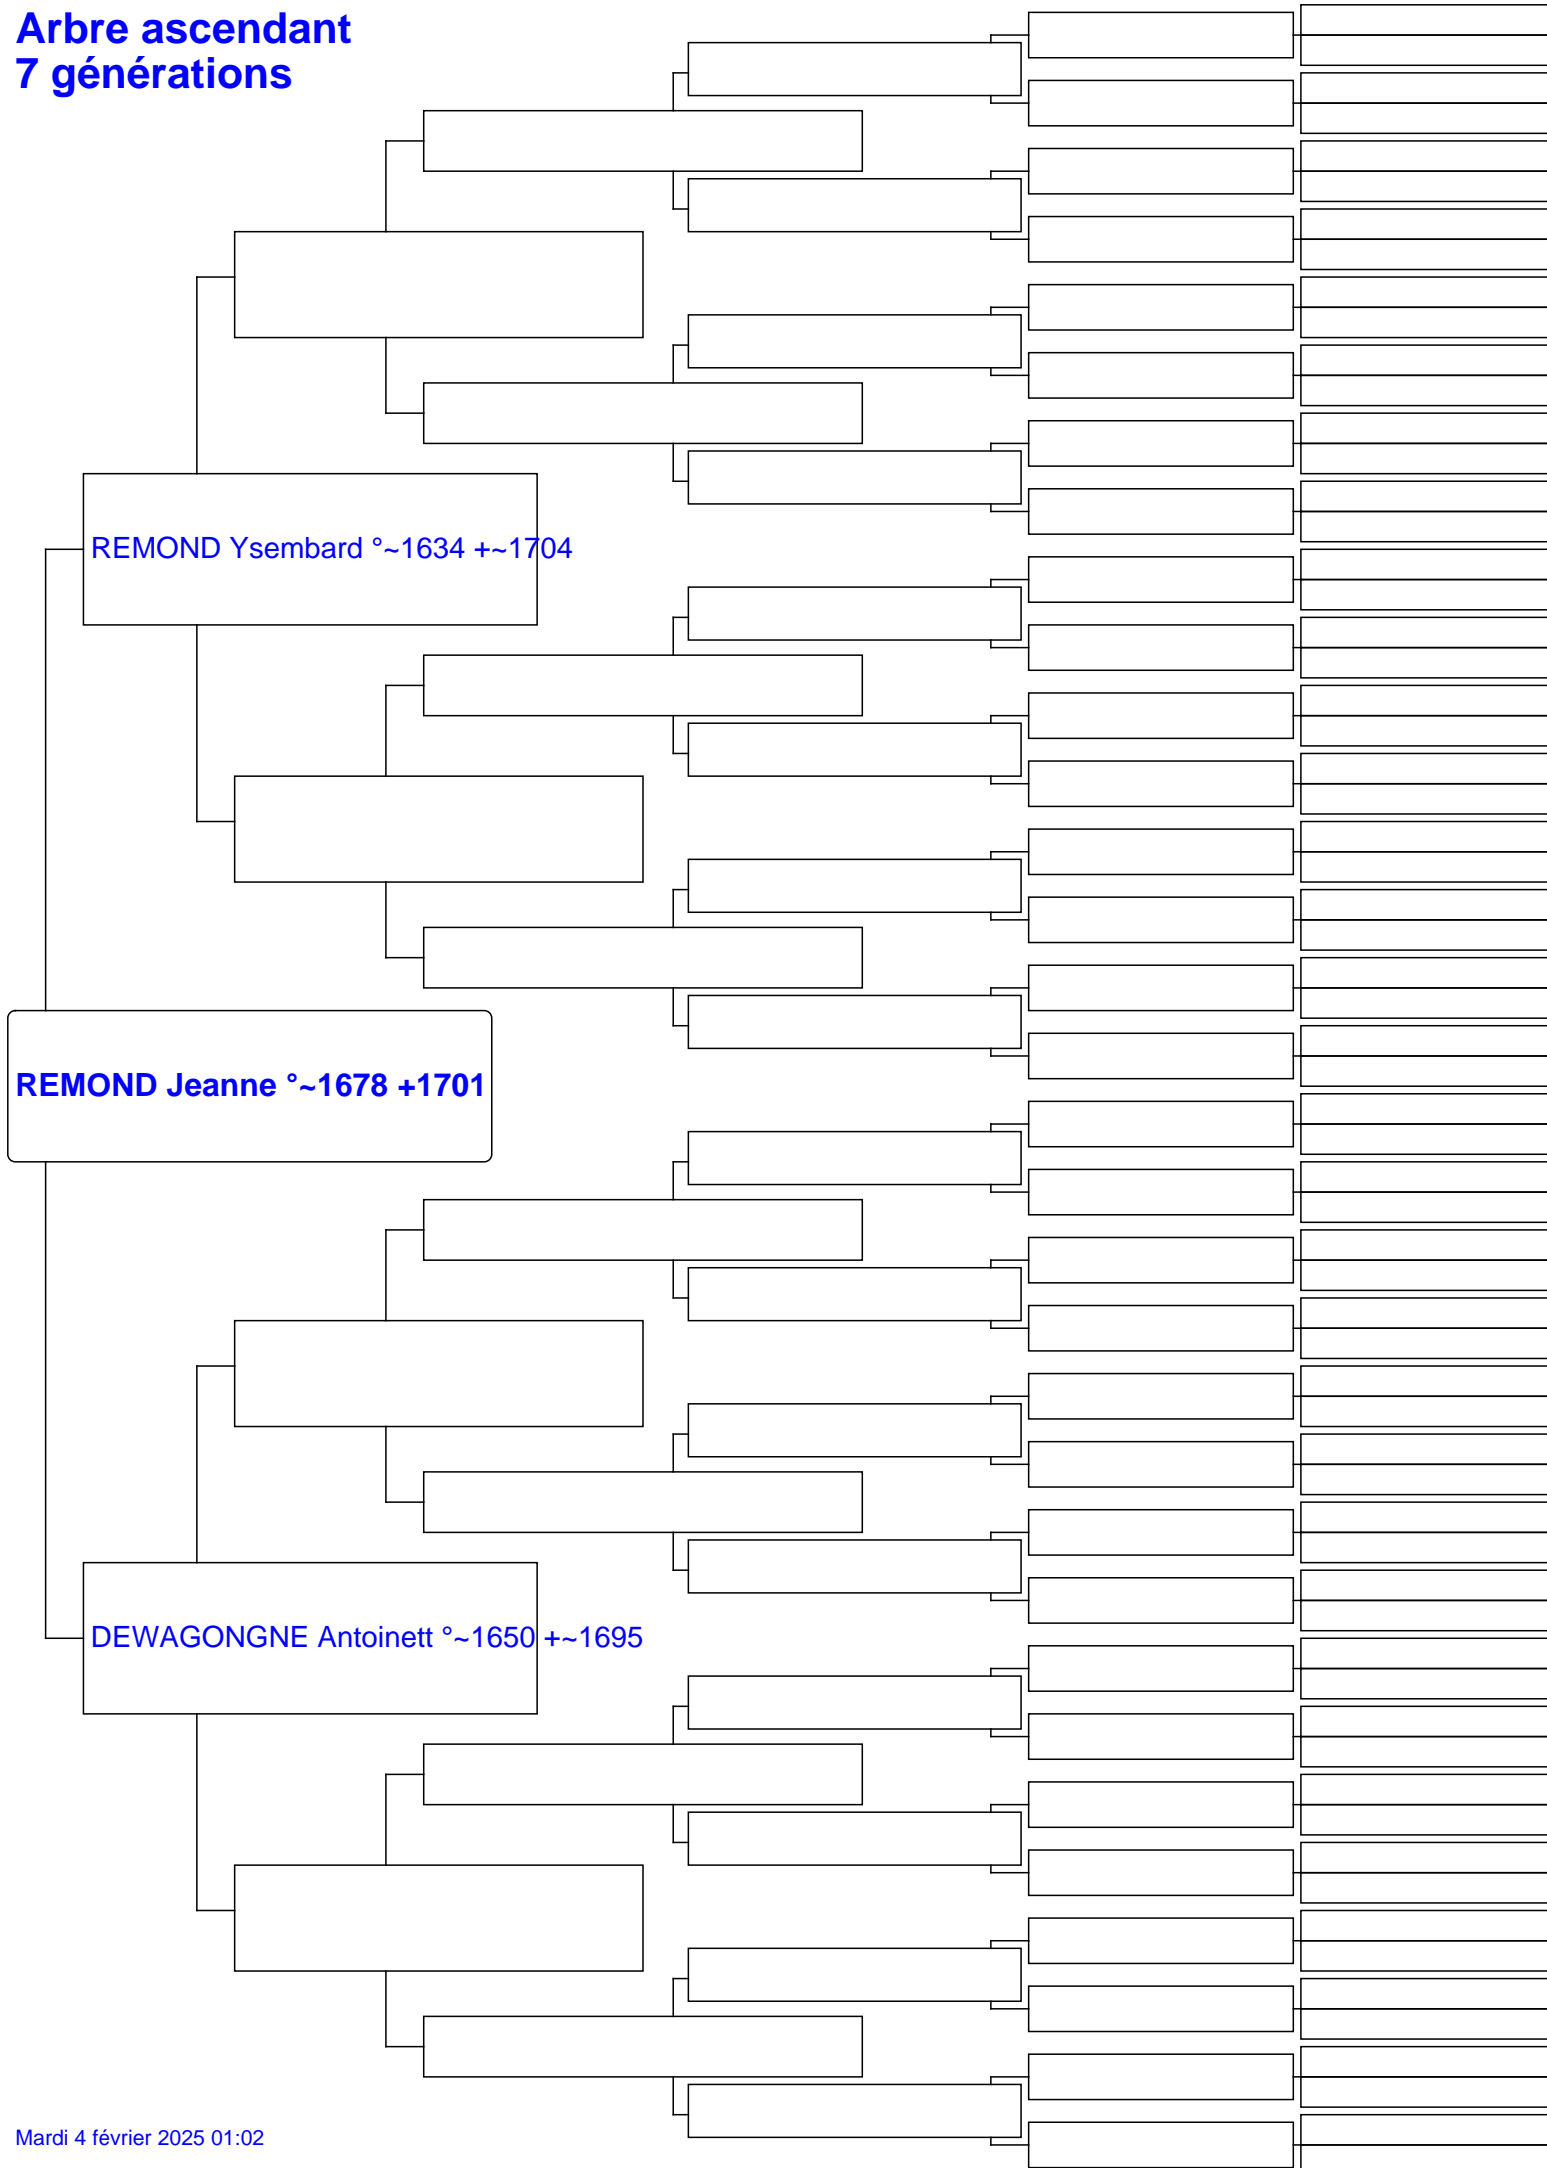 Arbre ascendant
7 générations
REMOND Ysembard °~1634 +~1704
REMOND Jeanne °~1678 +1701
DEWAGONGNE Antoinett °~1650 +~1695
Mardi 4 février 2025 01:02